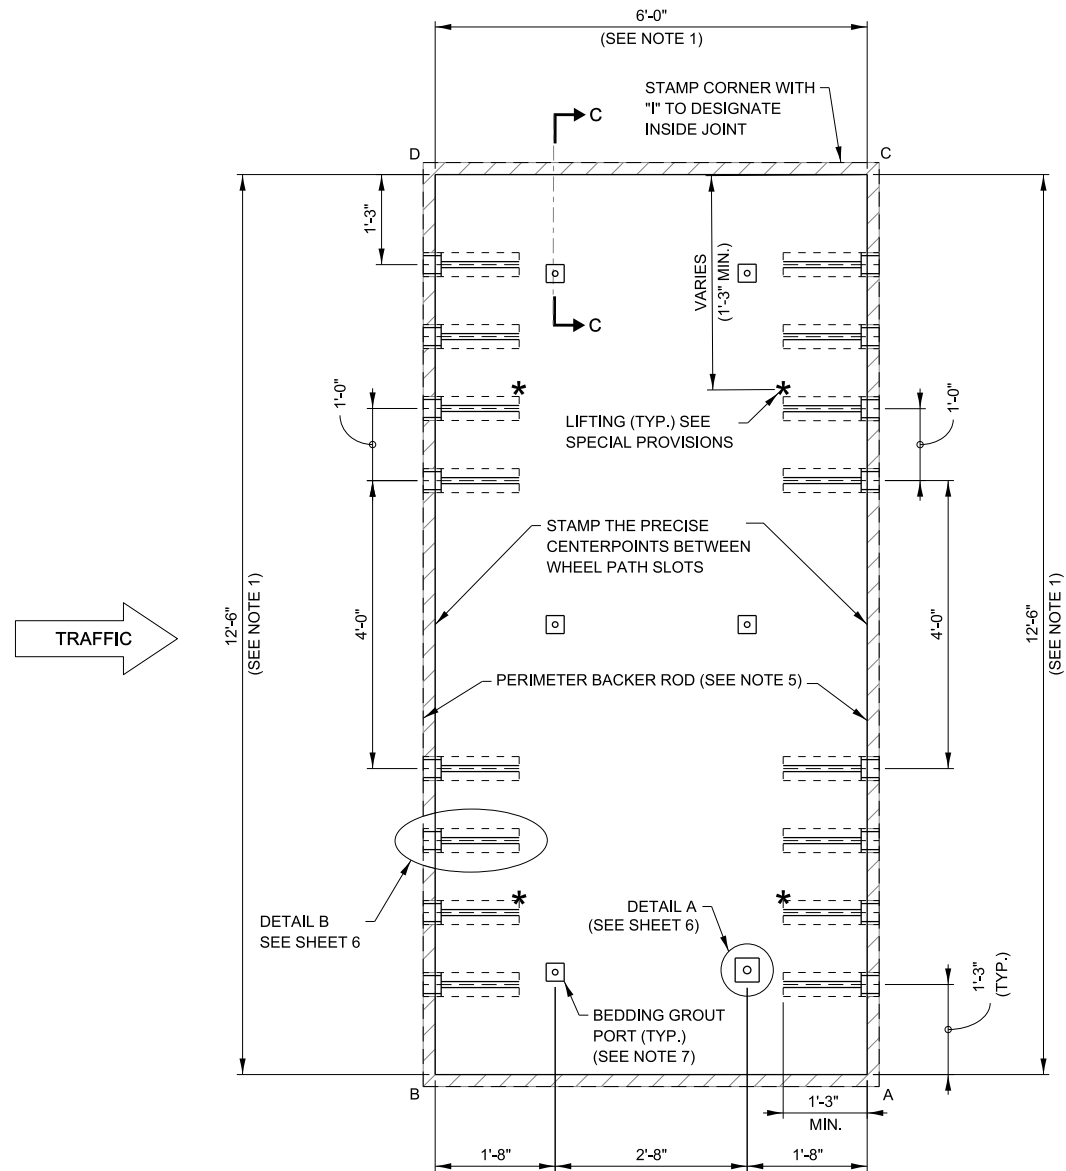 6'-0"
(SEE NOTE 1)
STAMP CORNER WITH
"I" TO DESIGNATE
INSIDE JOINT
C
D
C
1'-3"
VARIES
(1'-3" MIN.)
C
*
*
1'-0"
1'-0"
LIFTING (TYP.) SEE
SPECIAL PROVISIONS
STAMP THE PRECISE
CENTERPOINTS BETWEEN
WHEEL PATH SLOTS
TRAFFIC
12'-6"
(SEE NOTE 1)
4'-0"
4'-0"
12'-6"
(SEE NOTE 1)
PERIMETER BACKER ROD (SEE NOTE 5)
*
*
DETAIL B
SEE SHEET 6
DETAIL A
(SEE SHEET 6)
1'-3"
(TYP.)
BEDDING GROUT
PORT (TYP.)
(SEE NOTE 7)
B
A
1'-3"
MIN.
1'-8"
2'-8"
1'-8"